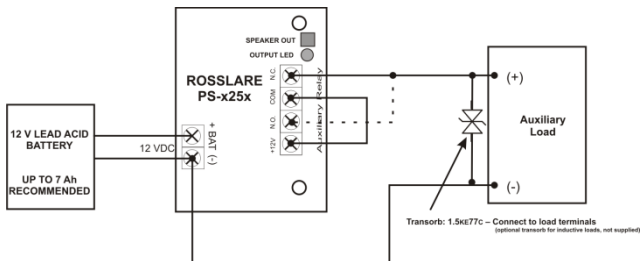 SPEAKER OUT
OUTPUT LED
ROSSLARE
PS-x25x
N.C.
COM
N.O.
+12V
Auxiliary Relay
+ BAT (-)
12 V LEAD ACID
BATTERY
UP TO 7 Ah
RECOMMENDED
12 VDC
(+)
Auxiliary
Load
(-)
Transorb: 1.5KE77C – Connect to load terminals
(optional transorb for inductive loads, not supplied)